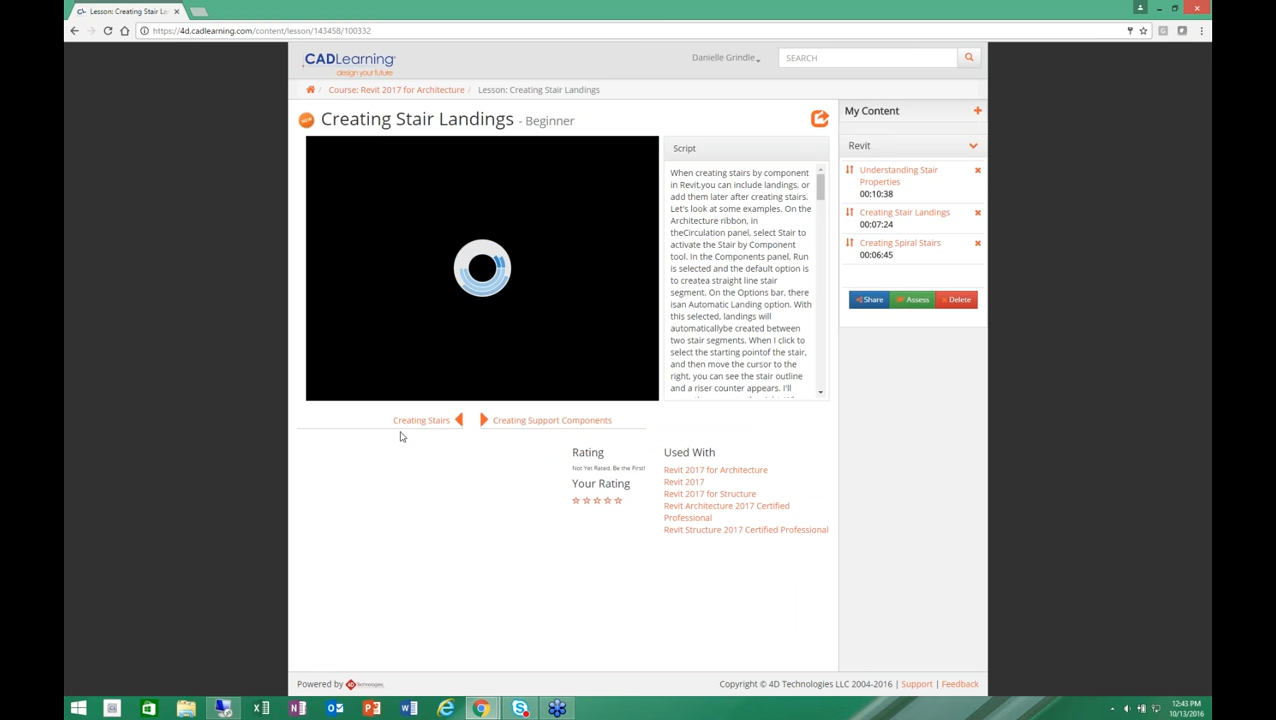 Lesson: Creating Stair La
https://4d.cadlearning.com/content/lesson/143458/100332
CADLearning
design your future
Danielle Grindle
SEARCH
/ Course: Revit 2017 for Architecture / Lesson: Creating Stair Landings
NEW
Creating Stair Landings - Beginner
Script
When creating stairs by component
in Revit,you can include landings, or
add them later after creating stairs.
Let's look at some examples. On the
Architecture ribbon, in
theCirculation panel, select Stair to
activate the Stair by Component
tool. In the Components panel, Run
is selected and the default option is
to createa straight line stair
segment. On the Options bar, there
isan Automatic Landing option. With
this selected, landings will
automaticallybe created between
two stair segments. When I click to
select the starting pointof the stair,
and then move the cursor to the
right, you can see the stair outline
and a riser counter appears. I'll
My Content
Revit
Understanding Stair
Properties
00:10:38
Creating Stair Landings
00:07:24
Creating Spiral Stairs
00:06:45
Share
Assess
Delete
Creating Stairs
Creating Support Components
Rating
Not Yet Rated, Be the First!
Your Rating
Used With
Revit 2017 for Architecture
Revit 2017
Revit 2017 for Structure
Revit Architecture 2017 Certified
Professional
Revit Structure 2017 Certified Professional
Powered by 4D Technologies
Copyright © 4D Technologies LLC 2004-2016 | Support | Feedback
12:43 PM
10/13/2016